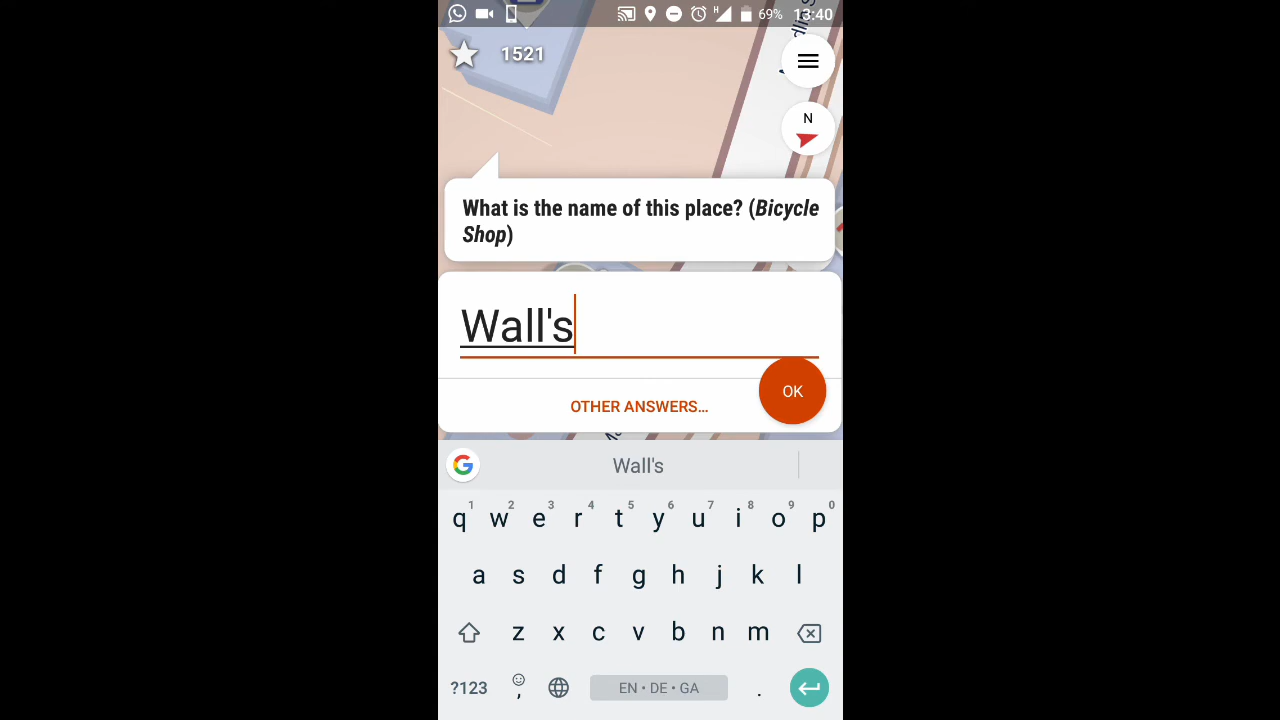 69% 13:40
1521
N
What is the name of this place? (Bicycle
Shop)
Wall's
OK
OTHER ANSWERS...
Wall's
1 2 3 4 5 6 7 8 9 0
q w e r t y u i o p
a s d f g h j k l
z x c v b n m
?123 , EN • DE • GA .